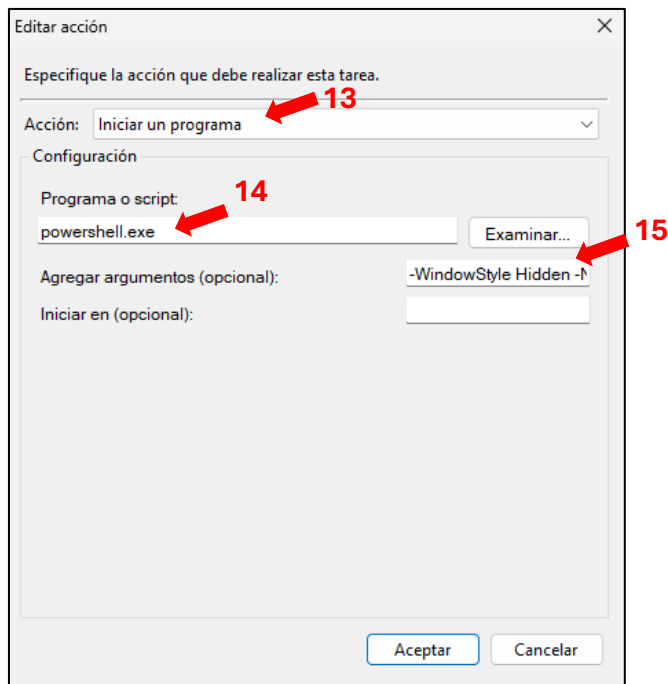 Editar acción
Especifique la acción que debe realizar esta tarea.
13
Acción: Iniciar un programa
Configuración
14
Programa o script:
powershell.exe Examinar...
15
Agregar argumentos (opcional): -WindowStyle Hidden -N
Iniciar en (opcional):
Aceptar Cancelar